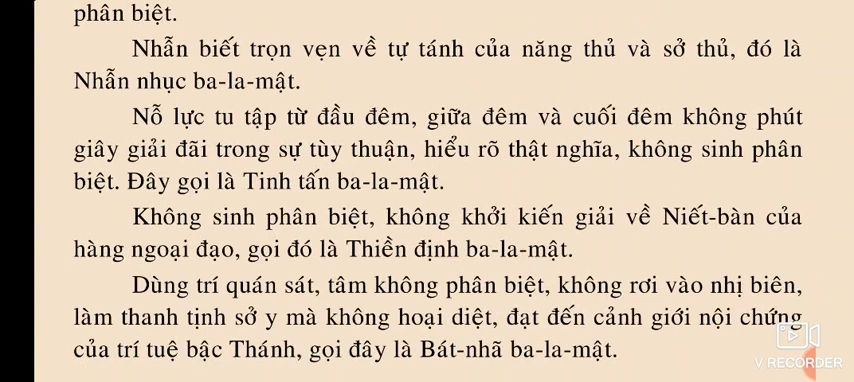 phân biệt.
Nhẫn biết trọn vẹn về tự tánh của năng thủ và sở thủ, đó là
Nhẫn nhục ba-la-mật.
Nỗ lực tu tập từ đầu đêm, giữa đêm và cuối đêm không phút
giây giải đãi trong sự tùy thuận, hiểu rõ thật nghĩa, không sinh phân
biệt. Đây gọi là Tinh tấn ba-la-mật.
Không sinh phân biệt, không khởi kiến giải về Niết-bàn của
hàng ngoại đạo, gọi đó là Thiền định ba-la-mật.
Dùng trí quán sát, tâm không phân biệt, không rơi vào nhị biên,
làm thanh tịnh sở y mà không hoại diệt, đạt đến cảnh giới nội chứng
của trí tuệ bậc Thánh, gọi đây là Bát-nhã ba-la-mật.
V RECORDER